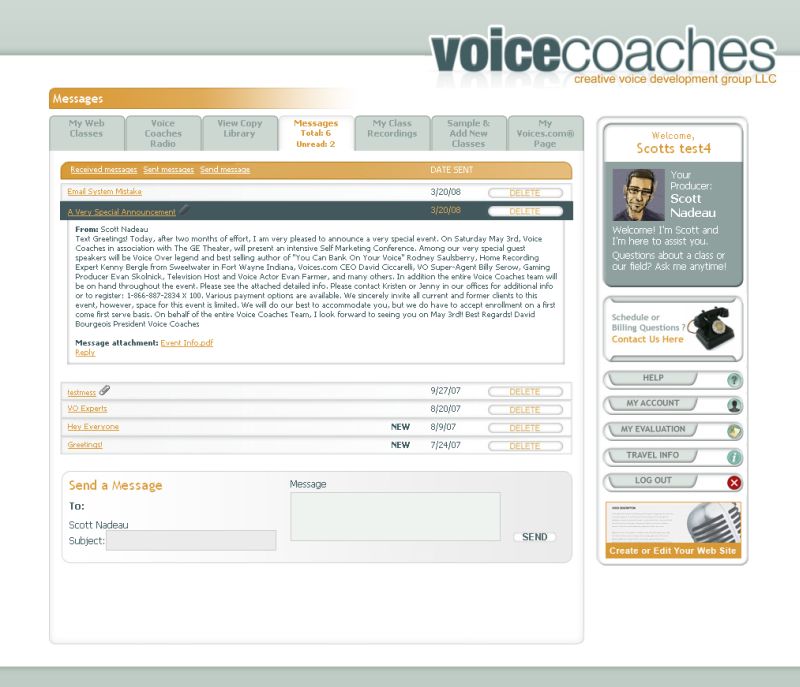 voicecoaches
creative voice development group LLC
Messages
My Web
Classes
Voice
Coaches
Radio
View Copy
Library
Messages
Total: 6
Unread: 2
My Class
Recordings
Sample &
Add New
Classes
My
Voices.com®
Page
Received messages Sent messages Send message DATE SENT
Email System Mistake 3/20/08 DELETE
A Very Special Announcement 3/20/08 DELETE
From: Scott Nadeau
Text Greetings! Today, after two months of effort, I am very pleased to announce a very special event. On Saturday May 3rd, Voice
Coaches in association with The GE Theater, will present an intensive Self Marketing Conference. Among our very special guest
speakers will be Voice Over legend and best selling author of "You Can Bank On Your Voice" Rodney Saulsberry, Home Recording
Expert Kenny Bergle from Sweetwater in Fort Wayne Indiana, Voices.com CEO David Ciccarelli, VO Super-Agent Billy Serow, Gaming
Producer Evan Skolnick, Television Host and Voice Actor Evan Farmer, and many others. In addition the entire Voice Coaches team will
be on hand throughout the event. Please see the attached detailed info. Please contact Kristen or Jenny in our offices for additional info
or to register: 1-866-887-2834 X 100. Various payment options are available. We sincerely invite all current and former clients to this
event, however, space for this event is limited. We will do our best to accommodate you, but we do have to accept enrollment on a first
come first serve basis. On behalf of the entire Voice Coaches Team, I look forward to seeing you on May 3rd!! Best Regards! David
Bourgeois President Voice Coaches
Message attachment: Event Info.pdf
Reply
testmess 9/27/07 DELETE
VO Experts 8/20/07 DELETE
Hey Everyone NEW 8/9/07 DELETE
Greetings! NEW 7/24/07 DELETE
Send a Message
To:
Scott Nadeau
Subject:
Message
SEND
Welcome,
Scotts test4
Your
Producer:
Scott
Nadeau
Welcome! I'm Scott and
I'm here to assist you.
Questions about a class or
our field? Ask me anytime!
Schedule or
Billing Questions ?
Contact Us Here
HELP
MY ACCOUNT
MY EVALUATION
TRAVEL INFO
LOG OUT
Create or Edit Your Web Site